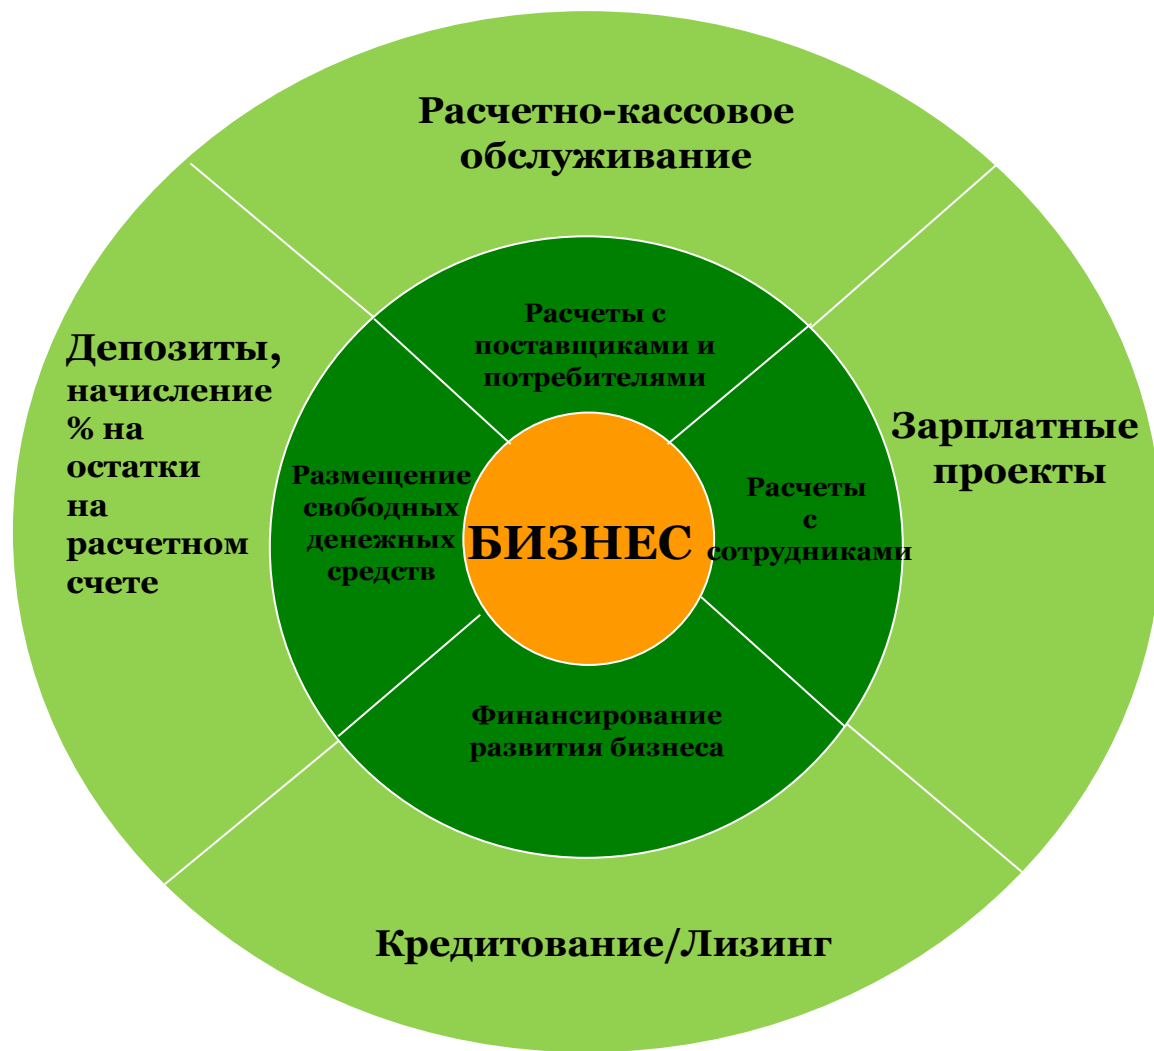 Расчетно-кассовое
обслуживание
Расчеты с
поставщиками и
потребителями
Депозиты,
начисление
% на
остатки
на
расчетном
счете
Размещение
свободных
денежных
средств
БИЗНЕС
Расчеты
с
сотрудниками
Зарплатные
проекты
Финансирование
развития бизнеса
Кредитование/Лизинг